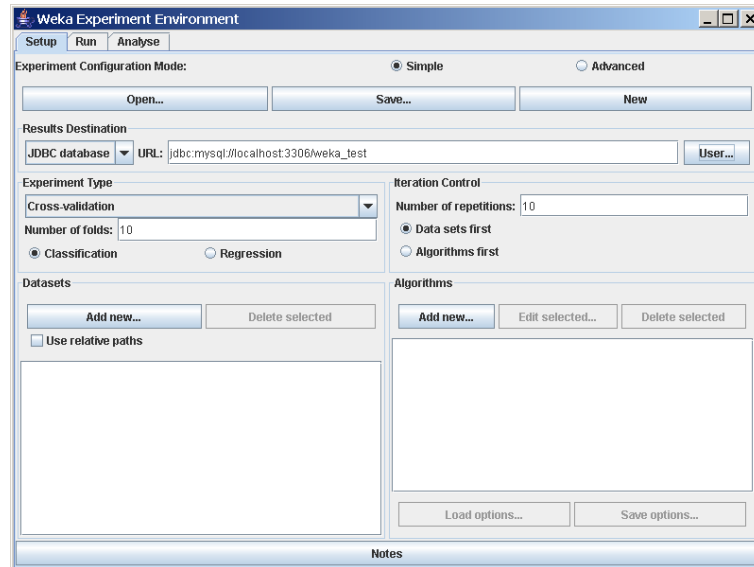 Weka Experiment Environment
Setup Run Analyse
Experiment Configuration Mode: Simple Advanced
Open... Save... New
Results Destination
JDBC database URL: jdbc:mysql://localhost:3306/weka_test User...
Experiment Type
Cross-validation
Number of folds: 10
Classification Regression
Iteration Control
Number of repetitions: 10
Data sets first
Algorithms first
Datasets
Add new... Delete selected
Use relative paths
Algorithms
Add new... Edit selected... Delete selected
Load options... Save options...
Notes